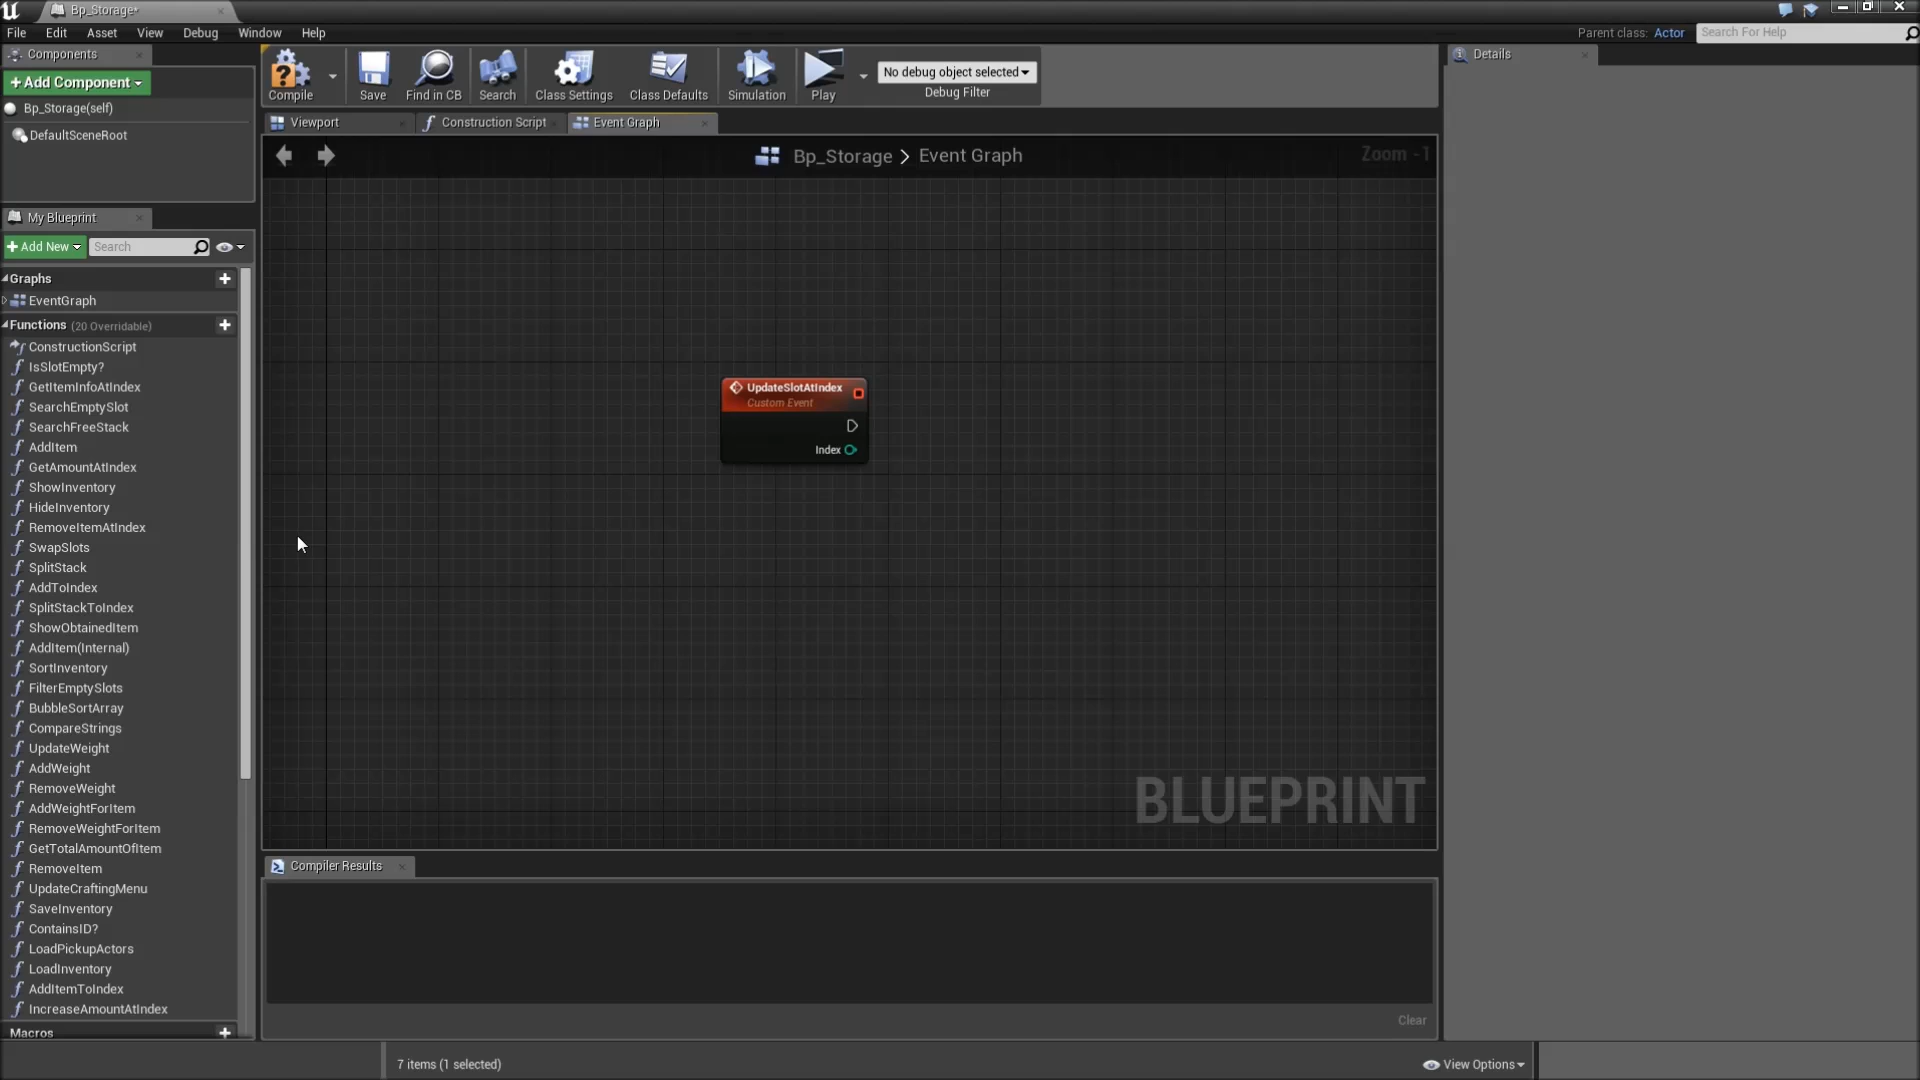 Bp_Storage*
File Edit Asset View Debug Window Help
Parent class: Actor
Search For Help
Components
+Add Component
Bp_Storage(self)
DefaultSceneRoot
Compile
Save
Find in CB
Search
Class Settings
Class Defaults
Simulation
Play
No debug object selected
Debug Filter
Details
Viewport
Construction Script
Event Graph
Bp_Storage > Event Graph
Zoom -1
My Blueprint
+Add New
Search
Graphs
EventGraph
Functions (20 Overridable)
ConstructionScript
IsSlotEmpty?
GetItemInfoAtIndex
SearchEmptySlot
SearchFreeStack
AddItem
GetAmountAtIndex
ShowInventory
HideInventory
RemoveItemAtIndex
SwapSlots
SplitStack
AddToIndex
SplitStackToIndex
ShowObtainedItem
AddItem(Internal)
SortInventory
FilterEmptySlots
BubbleSortArray
CompareStrings
UpdateWeight
AddWeight
RemoveWeight
AddWeightForItem
RemoveWeightForItem
GetTotalAmountOfItem
RemoveItem
UpdateCraftingMenu
SaveInventory
ContainsID?
LoadPickupActors
LoadInventory
AddItemToIndex
IncreaseAmountAtIndex
Macros
UpdateSlotAtIndex
Custom Event
Index
BLUEPRINT
Compiler Results
Clear
7 items (1 selected)
View Options